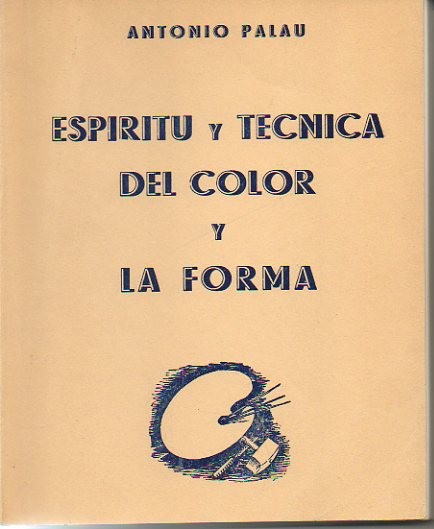 ANTONIO PALAU
ESPIRITU Y TECNICA
DEL COLOR
Y
LA FORMA